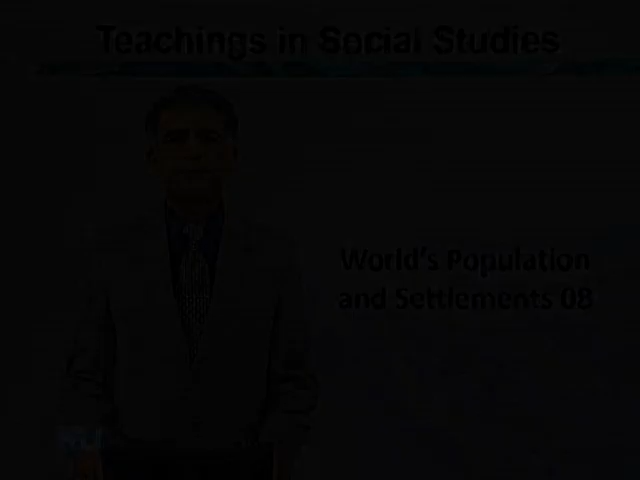 Teachings in Social Studies
World's Population
and Settlements 08